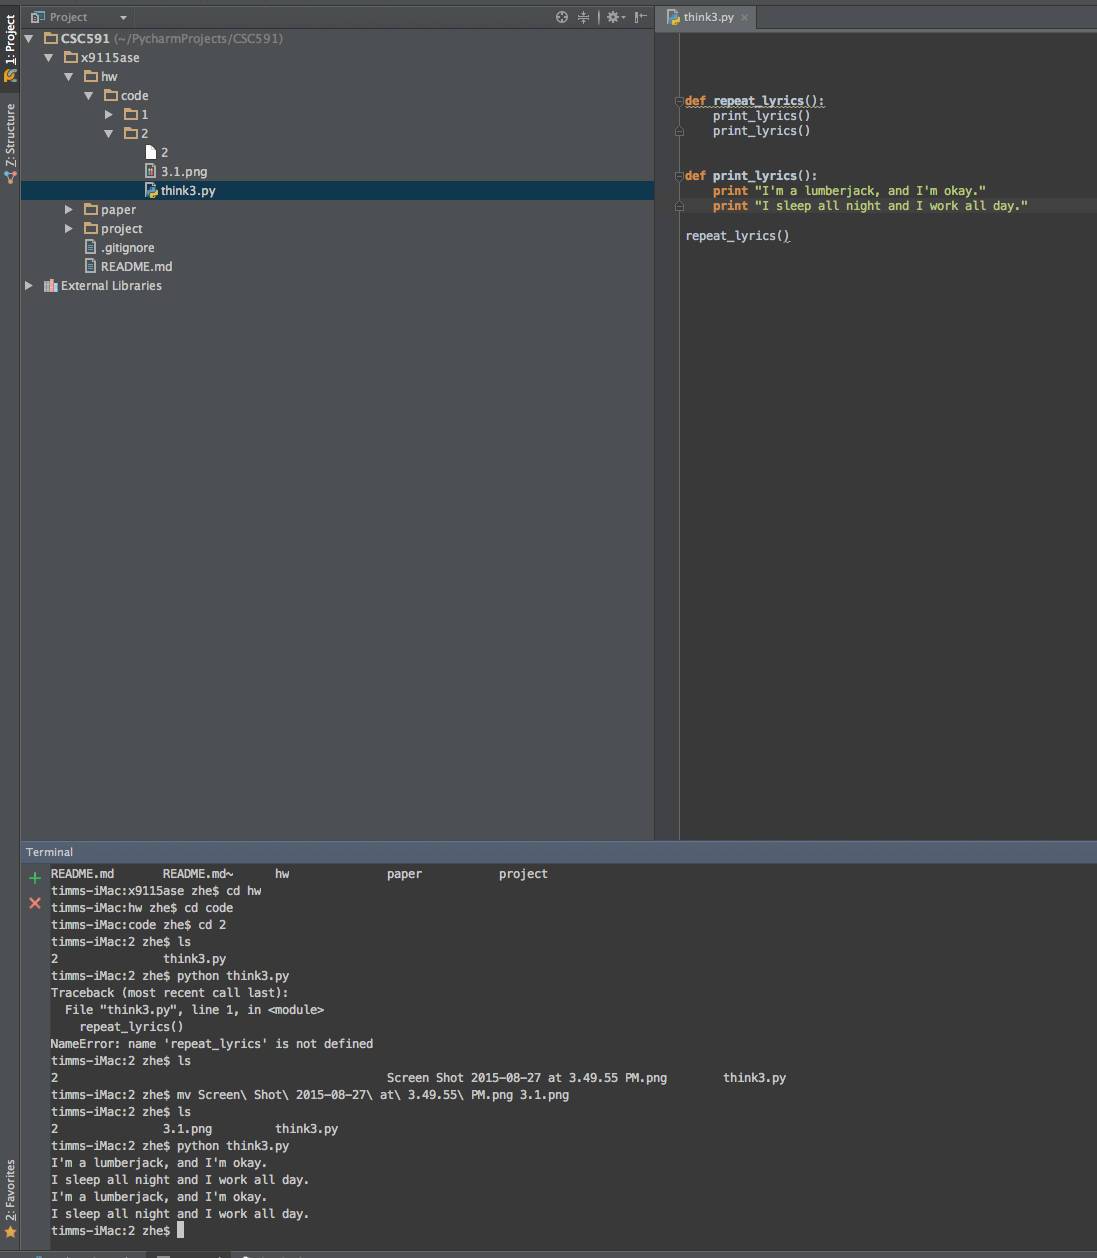 1: Project
Z: Structure
2: Favorites
Project
CSC591 (~/PycharmProjects/CSC591)
x9115ase
hw
code
1
2
2
3.1.png
think3.py
paper
project
.gitignore
README.md
External Libraries
think3.py
def repeat_lyrics():
print_lyrics()
print_lyrics()
def print_lyrics():
print "I'm a lumberjack, and I'm okay."
print "I sleep all night and I work all day."
repeat_lyrics()
Terminal
README.md README.md~ hw paper project
timms-iMac:x9115ase zhe$ cd hw
timms-iMac:hw zhe$ cd code
timms-iMac:code zhe$ cd 2
timms-iMac:2 zhe$ ls
2 think3.py
timms-iMac:2 zhe$ python think3.py
Traceback (most recent call last):
File "think3.py", line 1, in <module>
repeat_lyrics()
NameError: name 'repeat_lyrics' is not defined
timms-iMac:2 zhe$ ls
2 Screen Shot 2015-08-27 at 3.49.55 PM.png think3.py
timms-iMac:2 zhe$ mv Screen\ Shot\ 2015-08-27\ at\ 3.49.55\ PM.png 3.1.png
timms-iMac:2 zhe$ ls
2 3.1.png think3.py
timms-iMac:2 zhe$ python think3.py
I'm a lumberjack, and I'm okay.
I sleep all night and I work all day.
I'm a lumberjack, and I'm okay.
I sleep all night and I work all day.
timms-iMac:2 zhe$